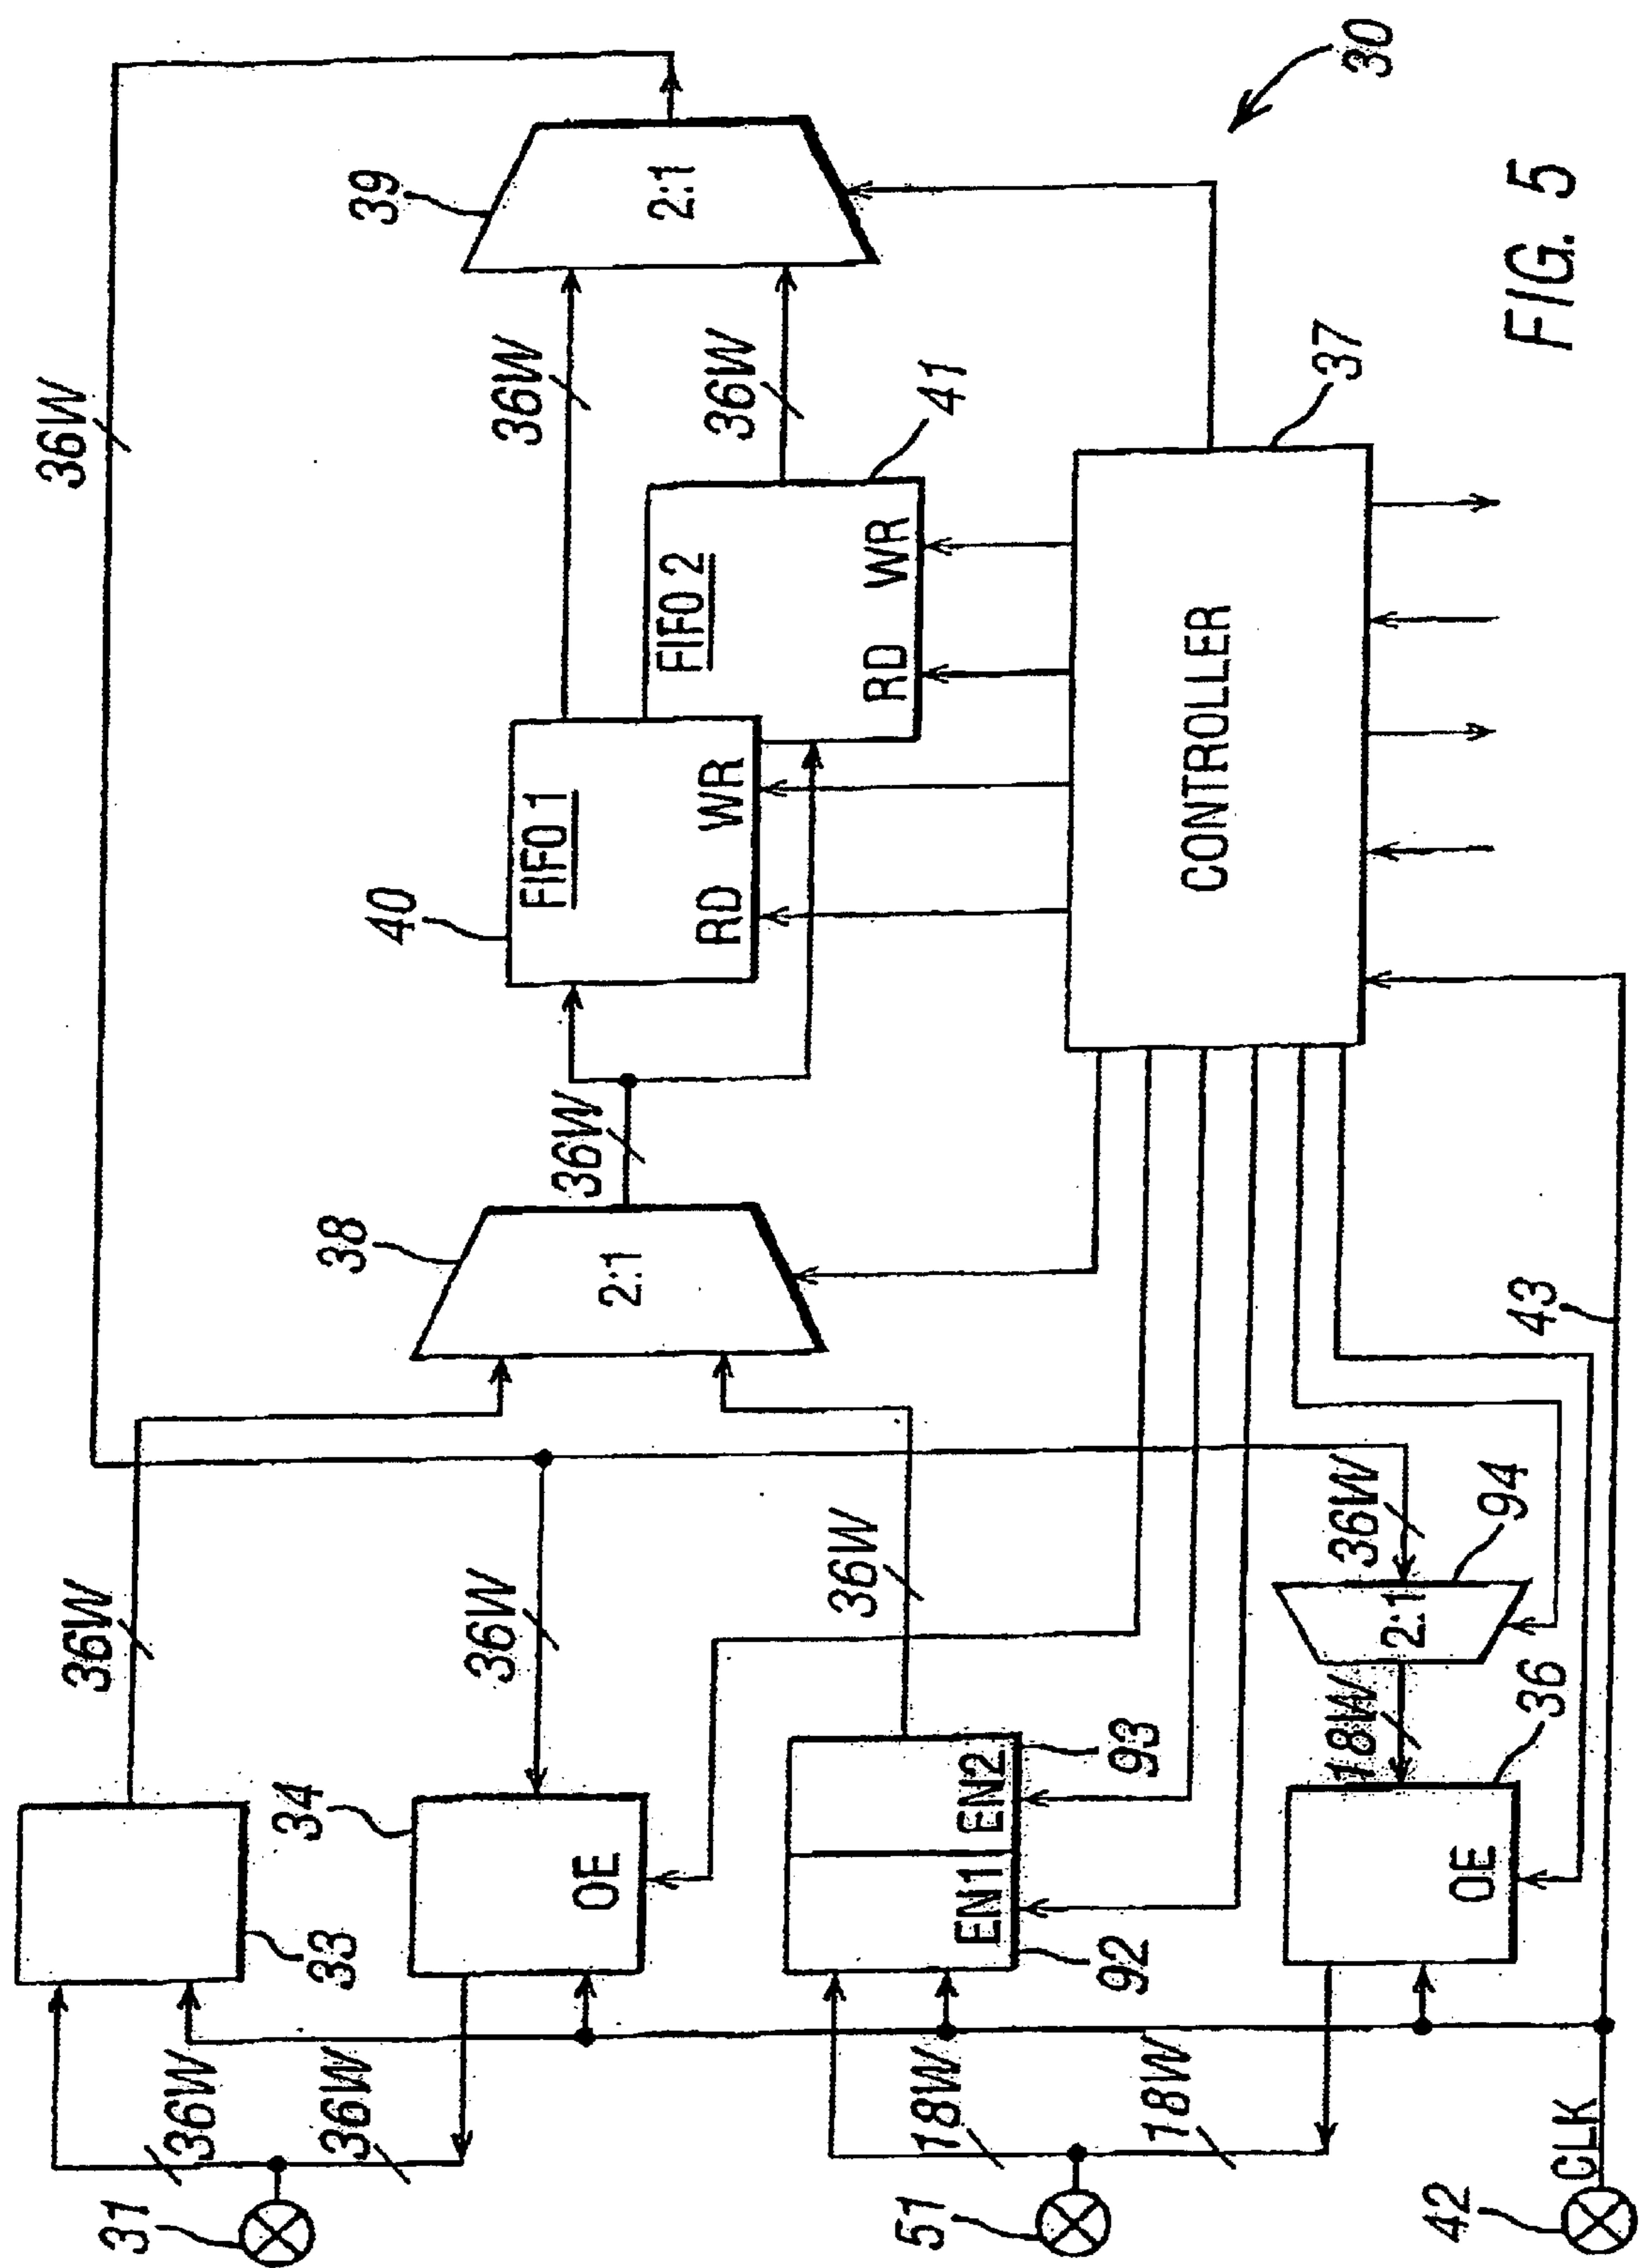 36W
39
2:1
30
36W
36W
41
FIFO 1
RD WR
40
FIFO 2
RD WR
37
CONTROLLER
FIG. 5
36W
38
2:1
43
36W
36W
36W
36W
94
2:1
18W
36
OE
33
34
OE
EN1 EN2
92
93
36W
36W
18W
18W
31
51
42
CLK